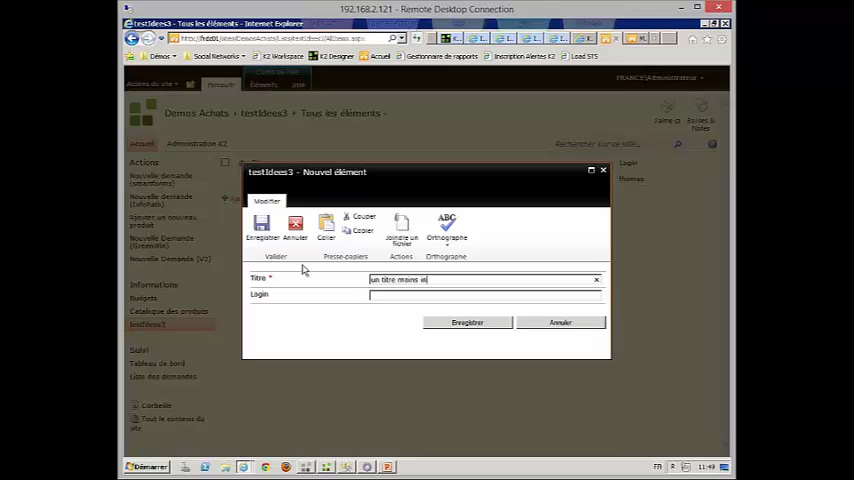 192.168.2.121 - Remote Desktop Connection
testIdees3 - Tous les éléments - Internet Explorer
Démos
Social Networks
K2 Workspace
K2 Designer
Accueil
Gestionnaire de rapports
Inscription Alertes K2
Load STS
Actions du site
Parcourir
Éléments
Liste
FRANCE\Administrateur
Demos Achats › testIdees3 › Tous les éléments
J'aime ça
Balises & Notes
Accueil
Administration K2
Rechercher sur ce site...
Actions
Nouvelle demande (smartforms)
Nouvelle demande (InfoPath)
Ajouter un nouveau produit
Nouvelle Demande (GreenWin)
Nouvelle Demande (V2)
Informations
Budgets
Catalogue des produits
testIdees3
Suivi
Tableau de bord
Liste des demandes
Corbeille
Tout le contenu du site
Login
thomas
testIdees3 - Nouvel élément
Modifier
Enregistrer
Annuler
Coller
Couper
Copier
Joindre un fichier
ABC
Orthographe
Valider
Presse-papiers
Actions
Orthographe
Titre *
un titre moins in
Login
Enregistrer
Annuler
Démarrer
FR
11:49